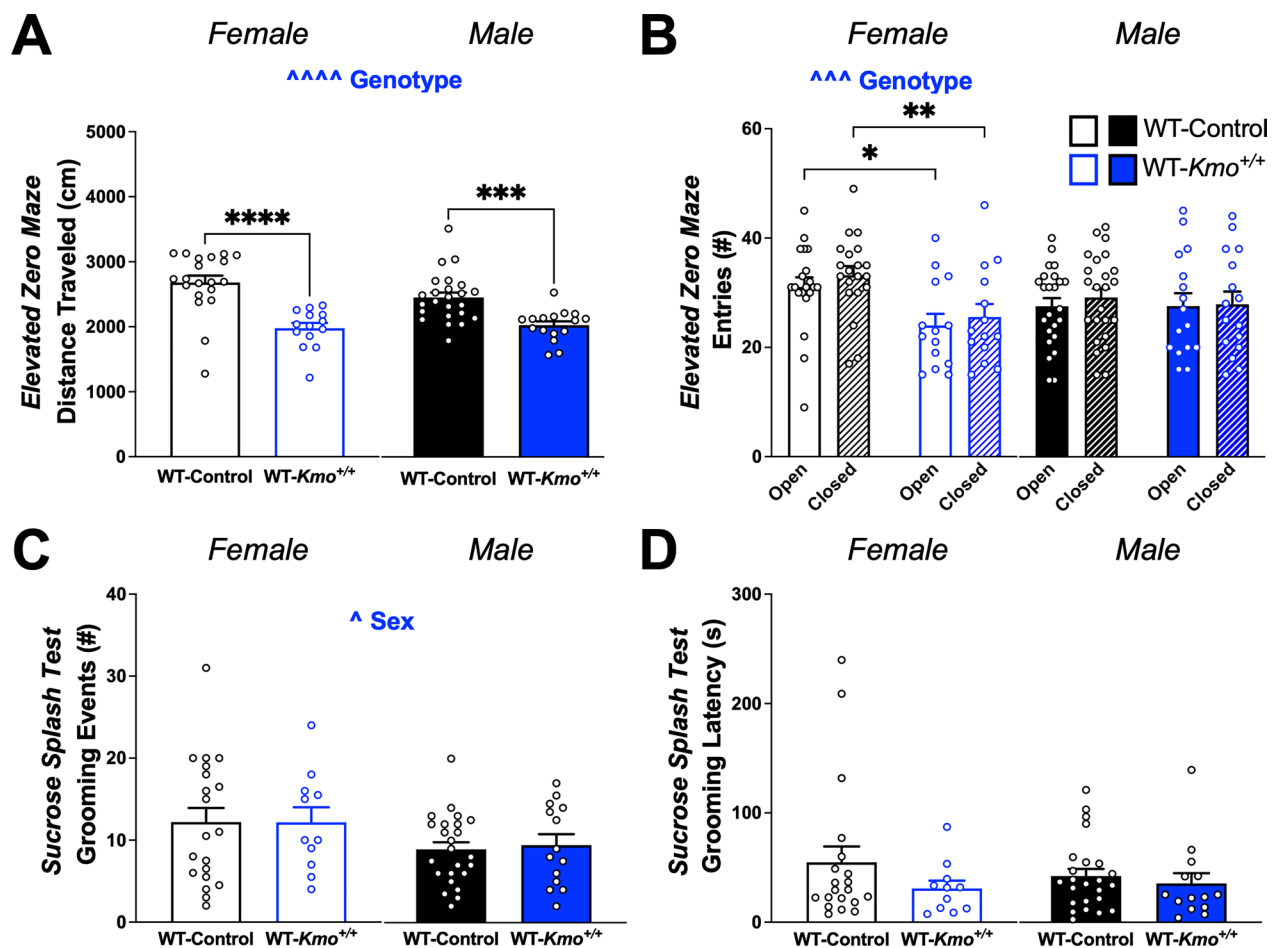 A
Female
Male
^^^^ Genotype
Elevated Zero Maze
Distance Traveled (cm)
5000
4000
3000
2000
1000
0
****
***
WT-Control
WT-Kmo+/+
WT-Control
WT-Kmo+/+
B
Female
Male
^^^ Genotype
WT-Control
WT-Kmo+/+
Elevated Zero Maze
Entries (#)
60
40
20
0
**
*
Open
Closed
Open
Closed
Open
Closed
Open
Closed
C
Female
Male
^ Sex
Sucrose Splash Test
Grooming Events (#)
40
30
20
10
0
WT-Control
WT-Kmo+/+
WT-Control
WT-Kmo+/+
D
Female
Male
Sucrose Splash Test
Grooming Latency (s)
300
200
100
0
WT-Control
WT-Kmo+/+
WT-Control
WT-Kmo+/+